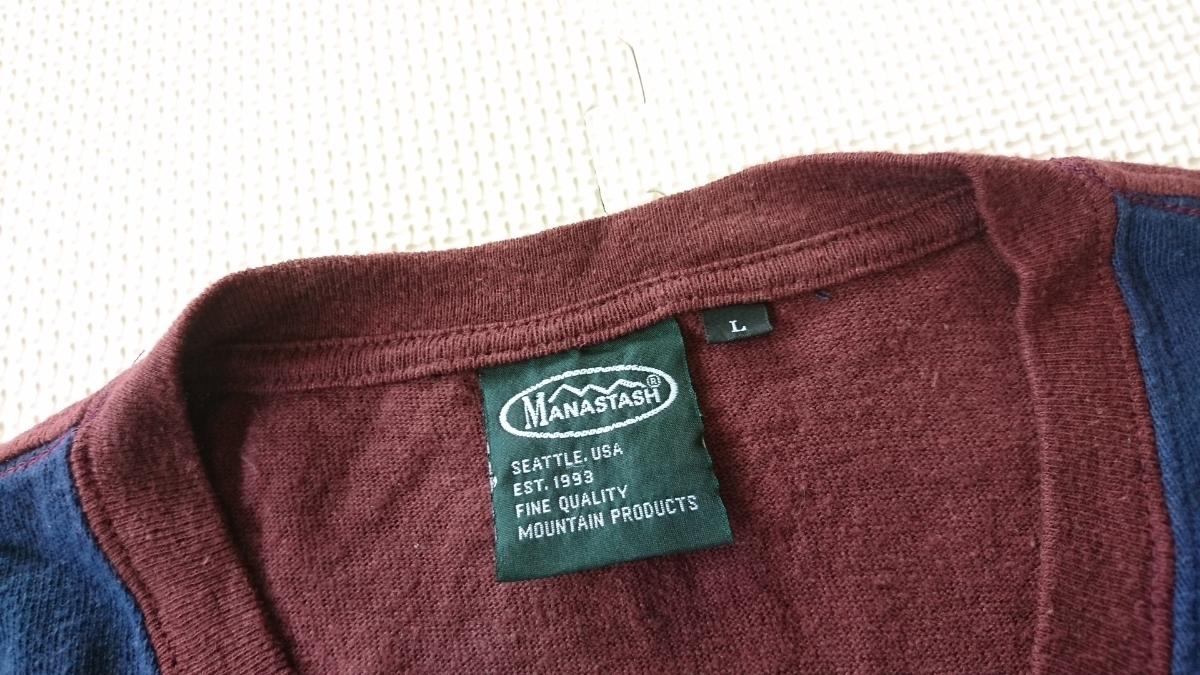 L
MANASTASH®
SEATTLE. USA
EST. 1993
FINE QUALITY
MOUNTAIN PRODUCTS